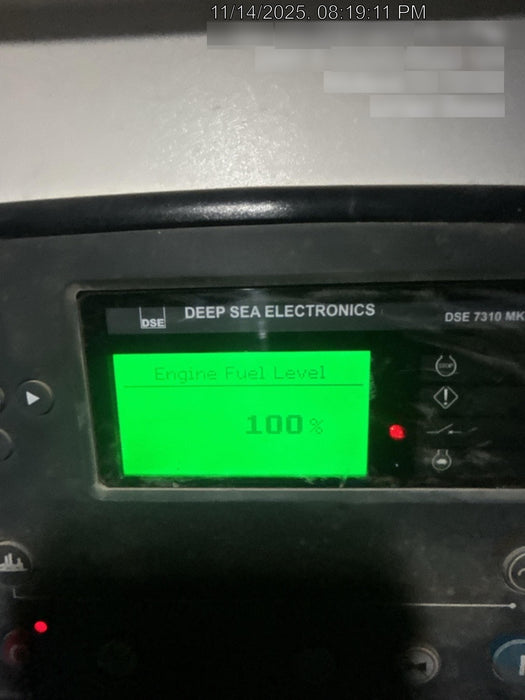 11/14/2025. 08:19:11 PM
DSE
DEEP SEA ELECTRONICS
DSE 7310 MK
Engine Fuel Level
100%